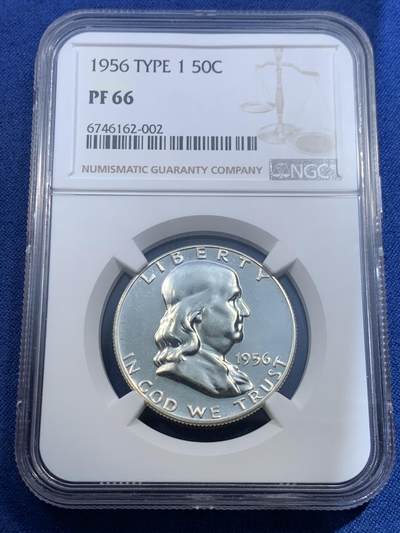 1956 TYPE 1 50C
PF 66
6746162-002
NUMISMATIC GUARANTY COMPANY NGC
LIBERTY
1956
IN GOD WE TRUST